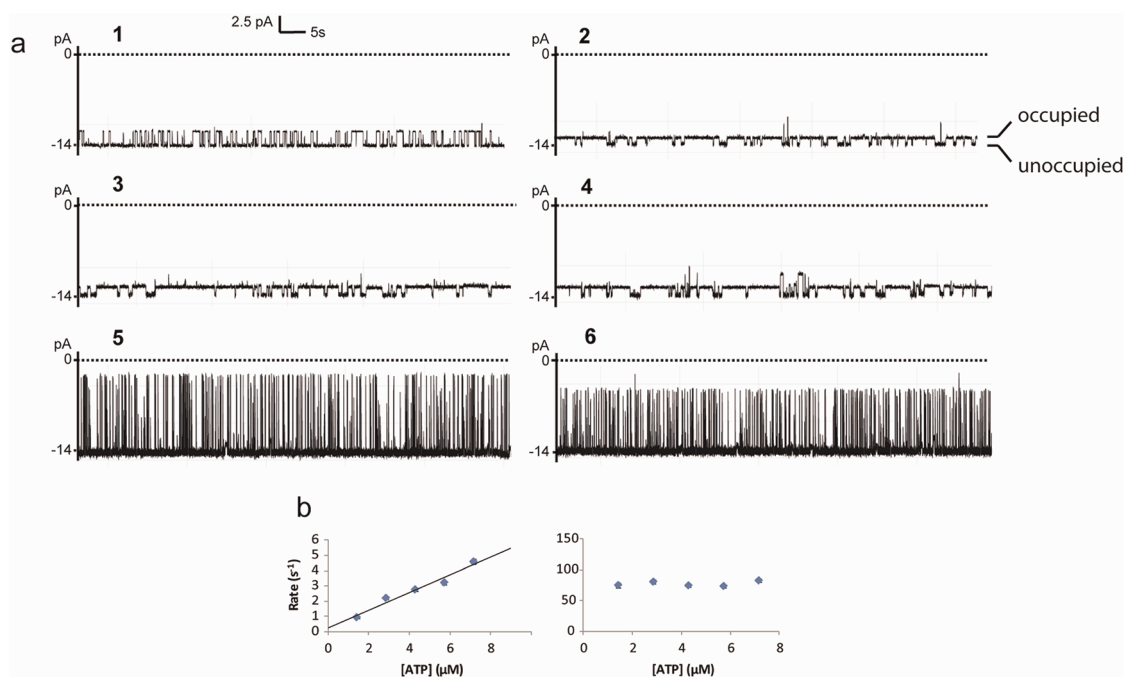 2.5 pA
5s
a
pA 1
0
-14
pA 2
0
-14
occupied
unoccupied
pA 3
0
-14
pA 4
0
-14
pA 5
0
-14
pA 6
0
-14
b
Rate (s⁻¹)
6
5
4
3
2
1
0
0 2 4 6 8
[ATP] (µM)
150
100
50
0
0 2 4 6 8
[ATP] (µM)